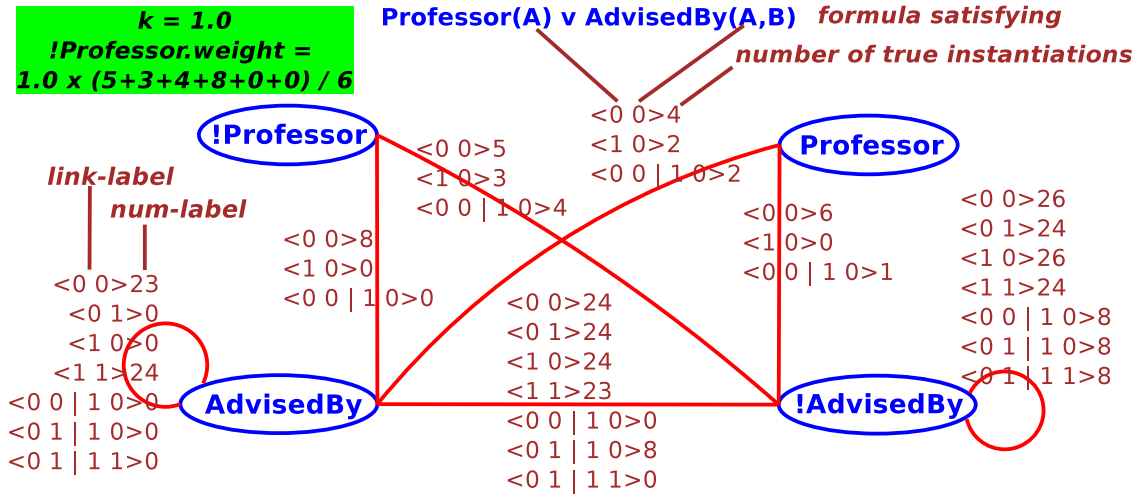 k = 1.0
!Professor.weight =
1.0 x (5+3+4+8+0+0) / 6
Professor(A) v AdvisedBy(A,B)
formula satisfying
number of true instantiations
<0 0>4
<1 0>2
<0 0 | 1 0>2
!Professor
Professor
<0 0>5
<1 0>3
<0 0 | 1 0>4
link-label
num-label
<0 0>8
<1 0>0
<0 0 | 1 0>0
<0 0>6
<1 0>0
<0 0 | 1 0>1
<0 0>26
<0 1>24
<1 0>26
<1 1>24
<0 0 | 1 0>8
<0 1 | 1 0>8
<0 1 | 1 1>8
<0 0>23
<0 1>0
<1 0>0
<1 1>24
<0 0 | 1 0>0
<0 1 | 1 0>0
<0 1 | 1 1>0
<0 0>24
<0 1>24
<1 0>24
<1 1>23
<0 0 | 1 0>0
<0 1 | 1 0>8
<0 1 | 1 1>0
AdvisedBy
!AdvisedBy